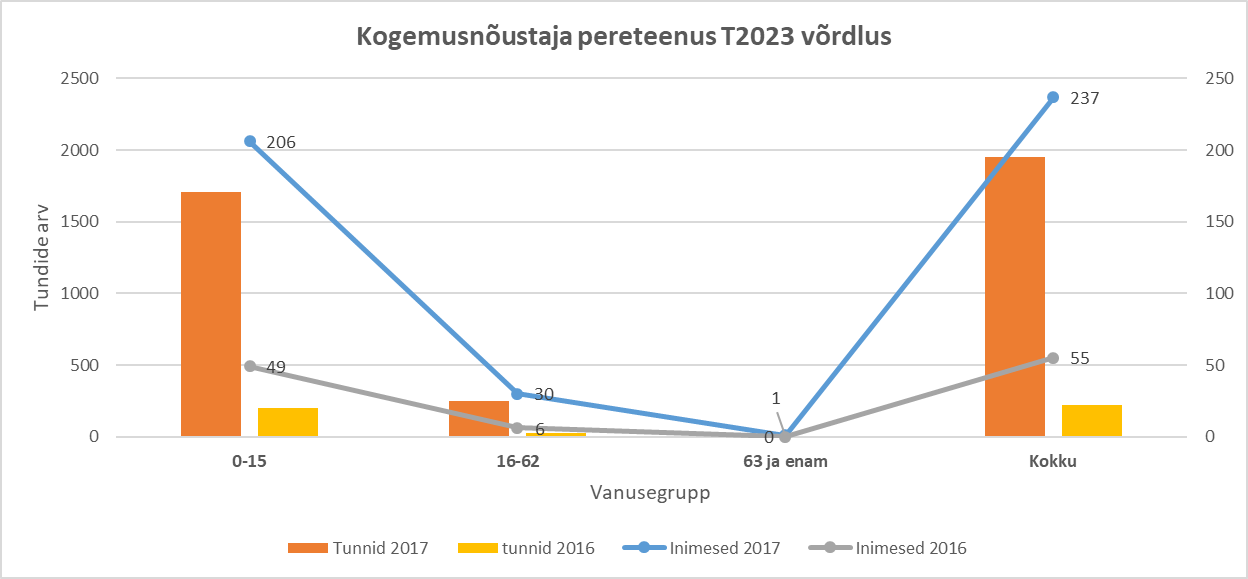 Kogemusnõustaja pereteenus T2023 võrdlus
2500
2000
1500
1000
500
0
Tundide arv
250
200
150
100
50
0
206
49
30
6
1
0
237
55
0-15
16-62
63 ja enam
Kokku
Vanusegrupp
Tunnid 2017
tunnid 2016
Inimesed 2017
Inimesed 2016